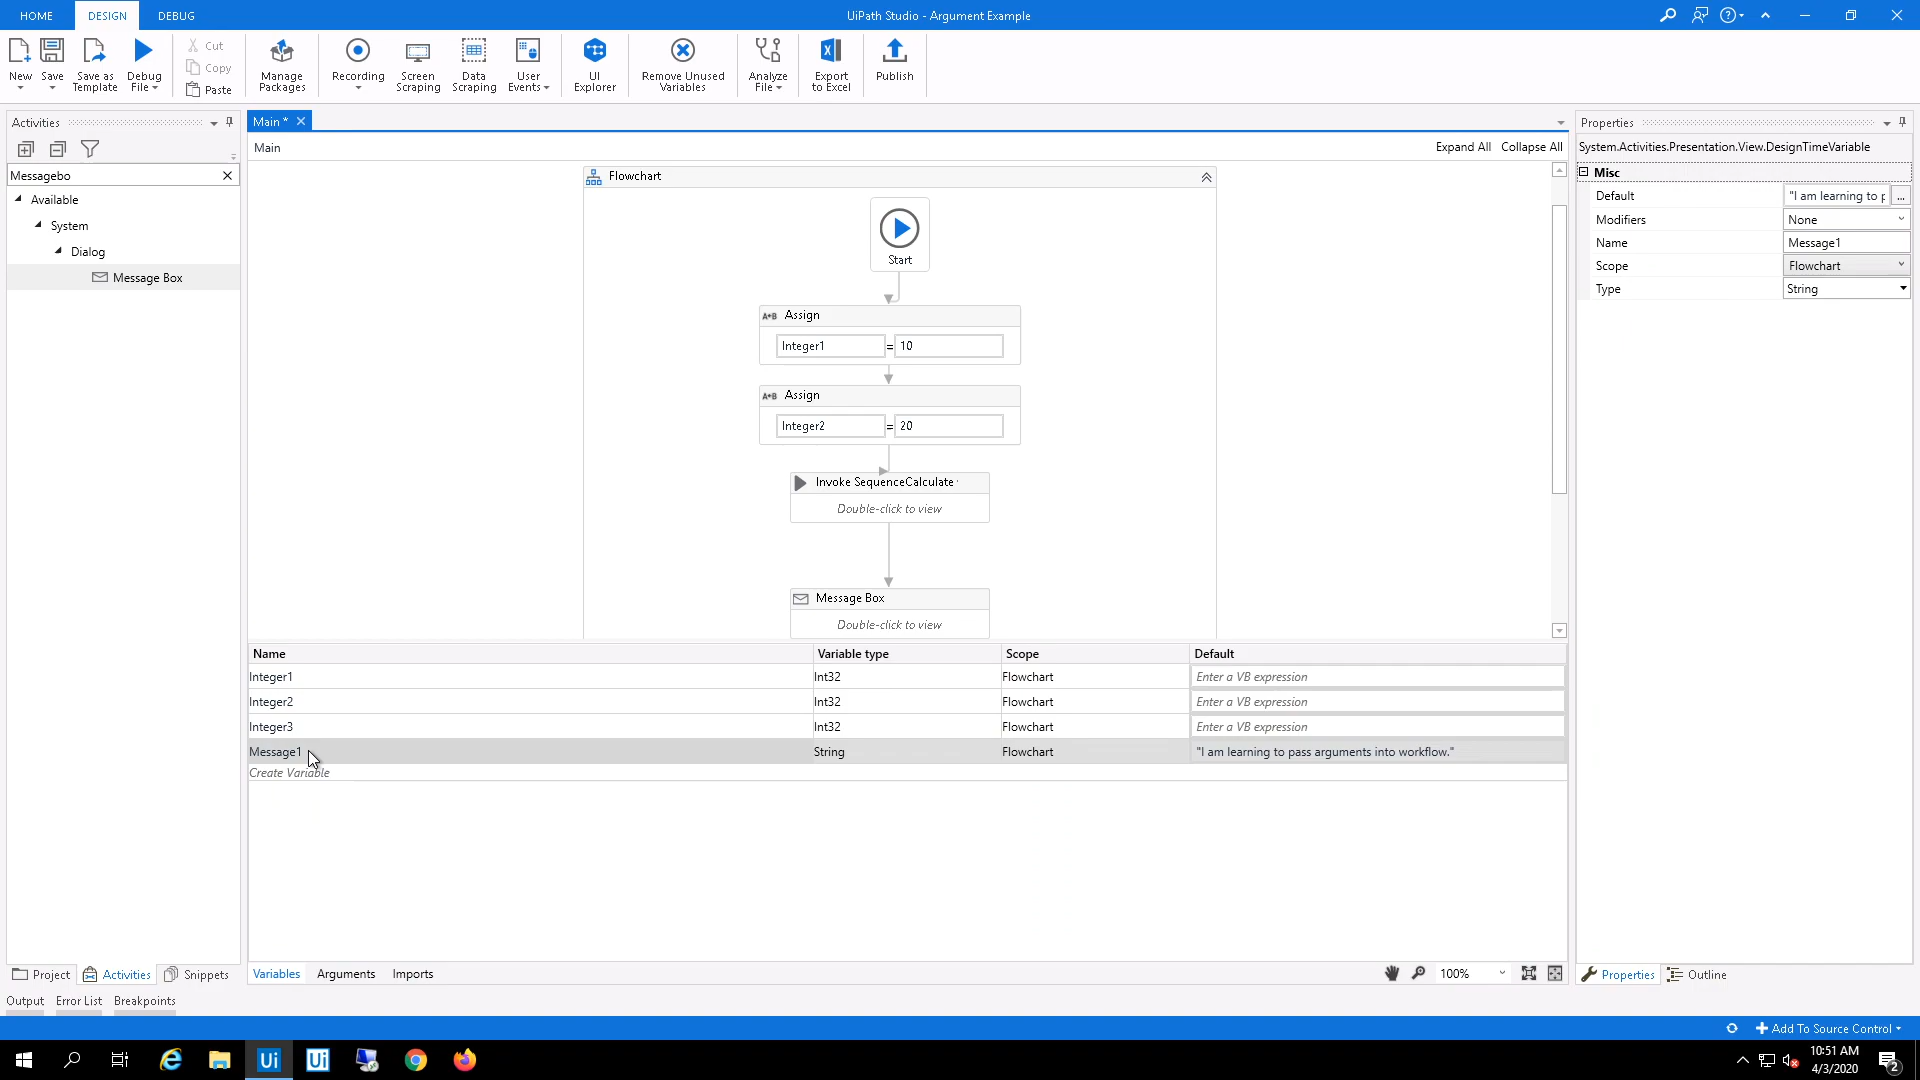 HOME DESIGN DEBUG UiPath Studio - Argument Example
New Save Save as Template Debug File Cut Copy Paste Manage Packages Recording Screen Scraping Data Scraping User Events UI Explorer Remove Unused Variables Analyze File Export to Excel Publish
Activities
Messagebo
Available
System
Dialog
Message Box
Main *
Main Expand All Collapse All
Flowchart
Start
A+B Assign
Integer1 = 10
A+B Assign
Integer2 = 20
Invoke SequenceCalculate
Double-click to view
Message Box
Double-click to view
Name Variable type Scope Default
Integer1 Int32 Flowchart Enter a VB expression
Integer2 Int32 Flowchart Enter a VB expression
Integer3 Int32 Flowchart Enter a VB expression
Message1 String Flowchart "I am learning to pass arguments into workflow."
Create Variable
Properties
System.Activities.Presentation.View.DesignTimeVariable
Misc
Default "I am learning to p ...
Modifiers None
Name Message1
Scope Flowchart
Type String
Project Activities Snippets Variables Arguments Imports 100% Properties Outline
Output Error List Breakpoints
Add To Source Control
Ui Ui 10:51 AM
4/3/2020 2